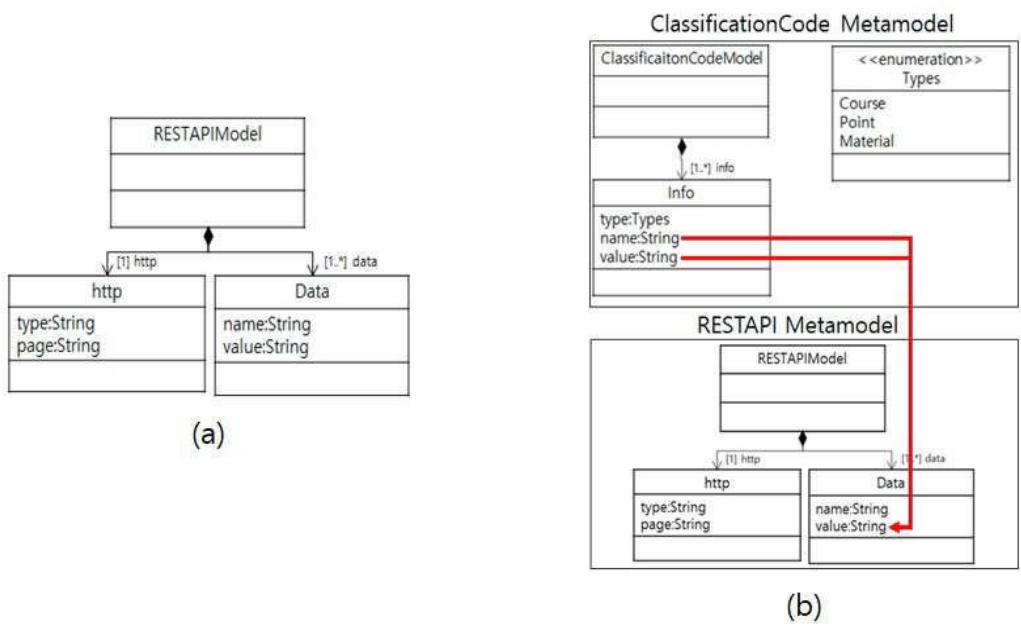 RESTAPIModel
[1] http
[1..*] data
http
type:String
page:String
Data
name:String
value:String
(a)
ClassificationCode Metamodel
ClassificaitonCodeModel
<<enumeration>>
Types
Course
Point
Material
[1..*] info
Info
type:Types
name:String
value:String
RESTAPI Metamodel
RESTAPIModel
[1] http
[1..*] data
http
type:String
page:String
Data
name:String
value:String
(b)